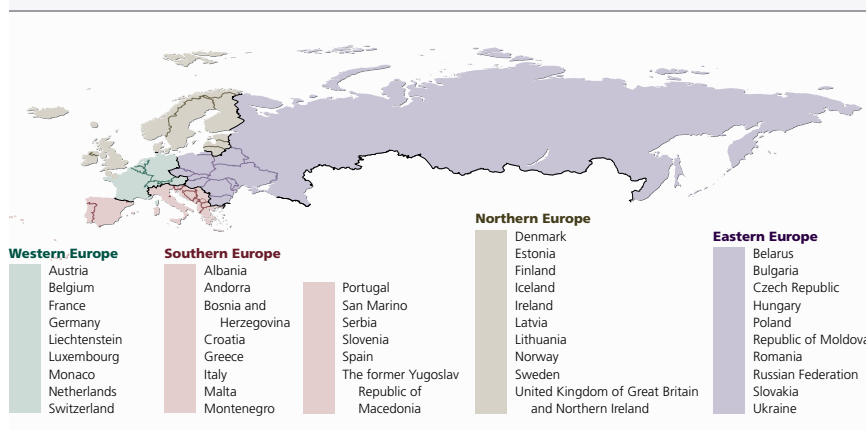 Western Europe
Austria
Belgium
France
Germany
Liechtenstein
Luxembourg
Monaco
Netherlands
Switzerland
Southern Europe
Albania
Andorra
Bosnia and
Herzegovina
Croatia
Greece
Italy
Malta
Montenegro
Portugal
San Marino
Serbia
Slovenia
Spain
The former Yugoslav
Republic of
Macedonia
Northern Europe
Denmark
Estonia
Finland
Iceland
Ireland
Latvia
Lithuania
Norway
Sweden
United Kingdom of Great Britain
and Northern Ireland
Eastern Europe
Belarus
Bulgaria
Czech Republic
Hungary
Poland
Republic of Moldova
Romania
Russian Federation
Slovakia
Ukraine